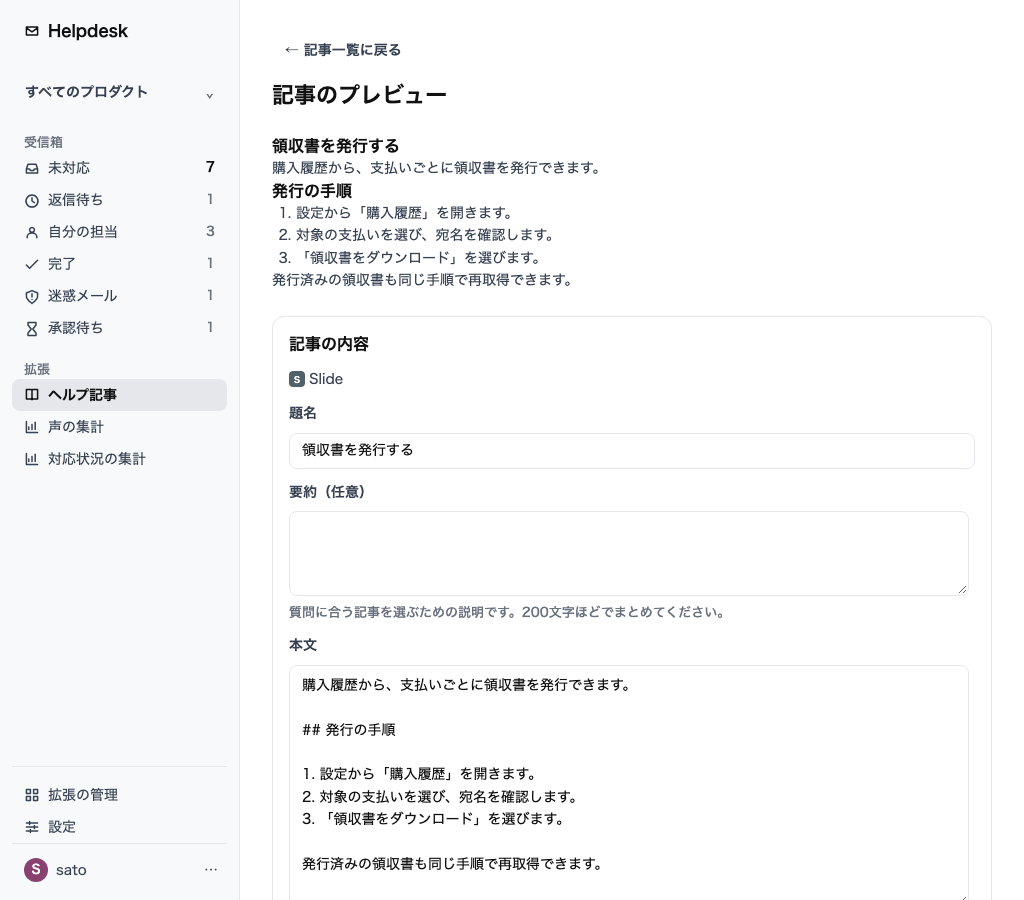 Helpdesk
すべてのプロダクト
受信箱
未対応 7
返信待ち 1
自分の担当 3
完了 1
迷惑メール 1
承認待ち 1
拡張
ヘルプ記事
声の集計
対応状況の集計
拡張の管理
設定
S sato ···
← 記事一覧に戻る
記事のプレビュー
領収書を発行する
購入履歴から、支払いごとに領収書を発行できます。
発行の手順
1. 設定から「購入履歴」を開きます。
2. 対象の支払いを選び、宛名を確認します。
3. 「領収書をダウンロード」を選びます。
発行済みの領収書も同じ手順で再取得できます。
記事の内容
S Slide
題名
領収書を発行する
要約（任意）
質問に合う記事を選ぶための説明です。200文字ほどでまとめてください。
本文
購入履歴から、支払いごとに領収書を発行できます。
## 発行の手順
1. 設定から「購入履歴」を開きます。
2. 対象の支払いを選び、宛名を確認します。
3. 「領収書をダウンロード」を選びます。
発行済みの領収書も同じ手順で再取得できます。